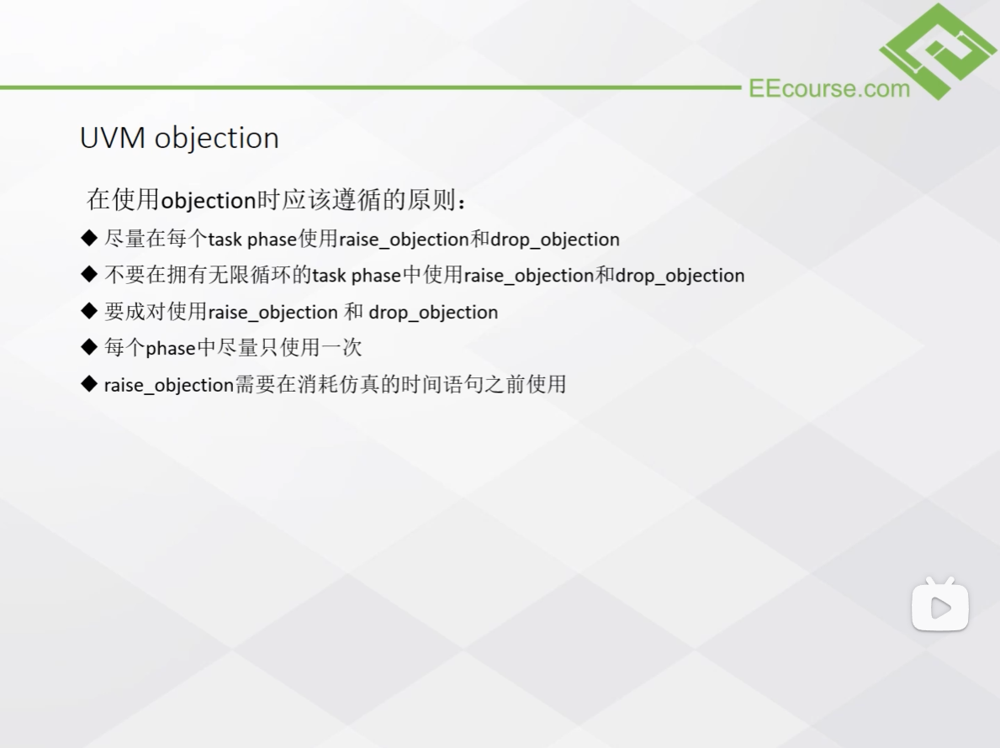 EEcourse.com
UVM objection
在使用objection时应该遵循的原则：
◆ 尽量在每个task phase使用raise_objection和drop_objection
◆ 不要在拥有无限循环的task phase中使用raise_objection和drop_objection
◆ 要成对使用raise_objection 和 drop_objection
◆ 每个phase中尽量只使用一次
◆ raise_objection需要在消耗仿真的时间语句之前使用